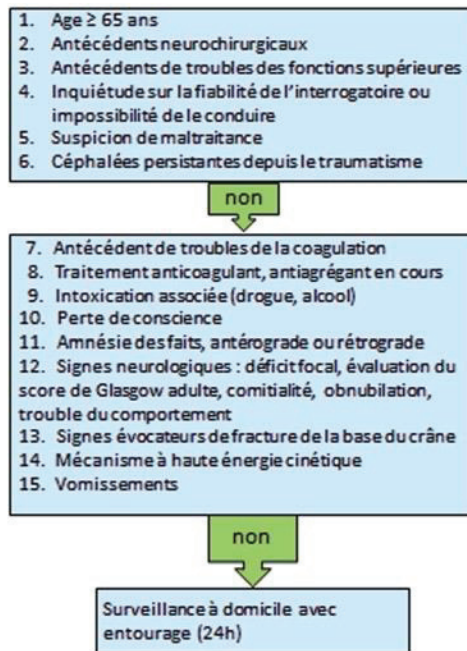 1. Age ≥ 65 ans
2. Antécédents neurochirurgicaux
3. Antécédents de troubles des fonctions supérieures
4. Inquiétude sur la fiabilité de l'interrogatoire ou
impossibilité de le conduire
5. Suspicion de maltraitance
6. Céphalées persistantes depuis le traumatisme
non
7. Antécédent de troubles de la coagulation
8. Traitement anticoagulant, antiagrégant en cours
9. Intoxication associée (drogue, alcool)
10. Perte de conscience
11. Amnésie des faits, antérograde ou rétrograde
12. Signes neurologiques : déficit focal, évaluation du
score de Glasgow adulte, comitialité, obnubilation,
trouble du comportement
13. Signes évocateurs de fracture de la base du crâne
14. Mécanisme à haute énergie cinétique
15. Vomissements
non
Surveillance à domicile avec
entourage (24h)